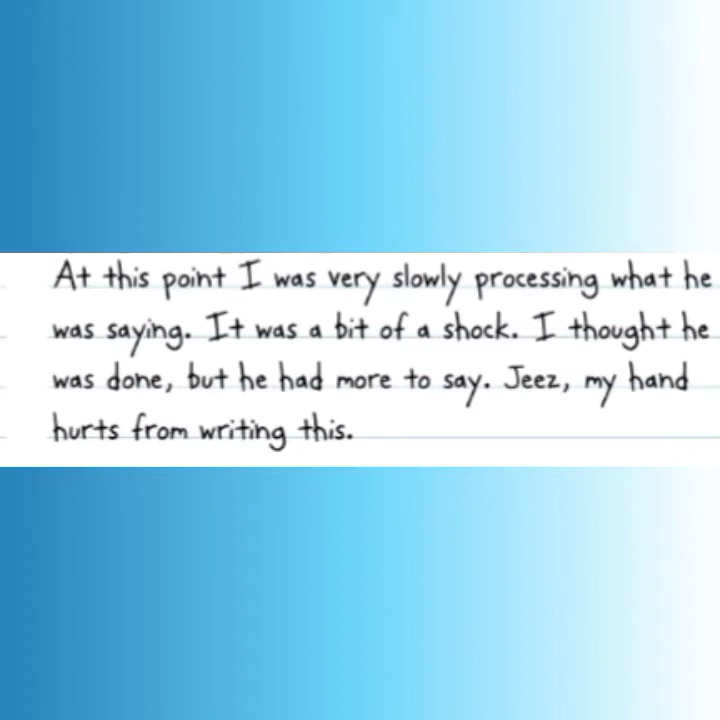 At this point I was very slowly processing what he
was saying. It was a bit of a shock. I thought he
was done, but he had more to say. Jeez, my hand
hurts from writing this.